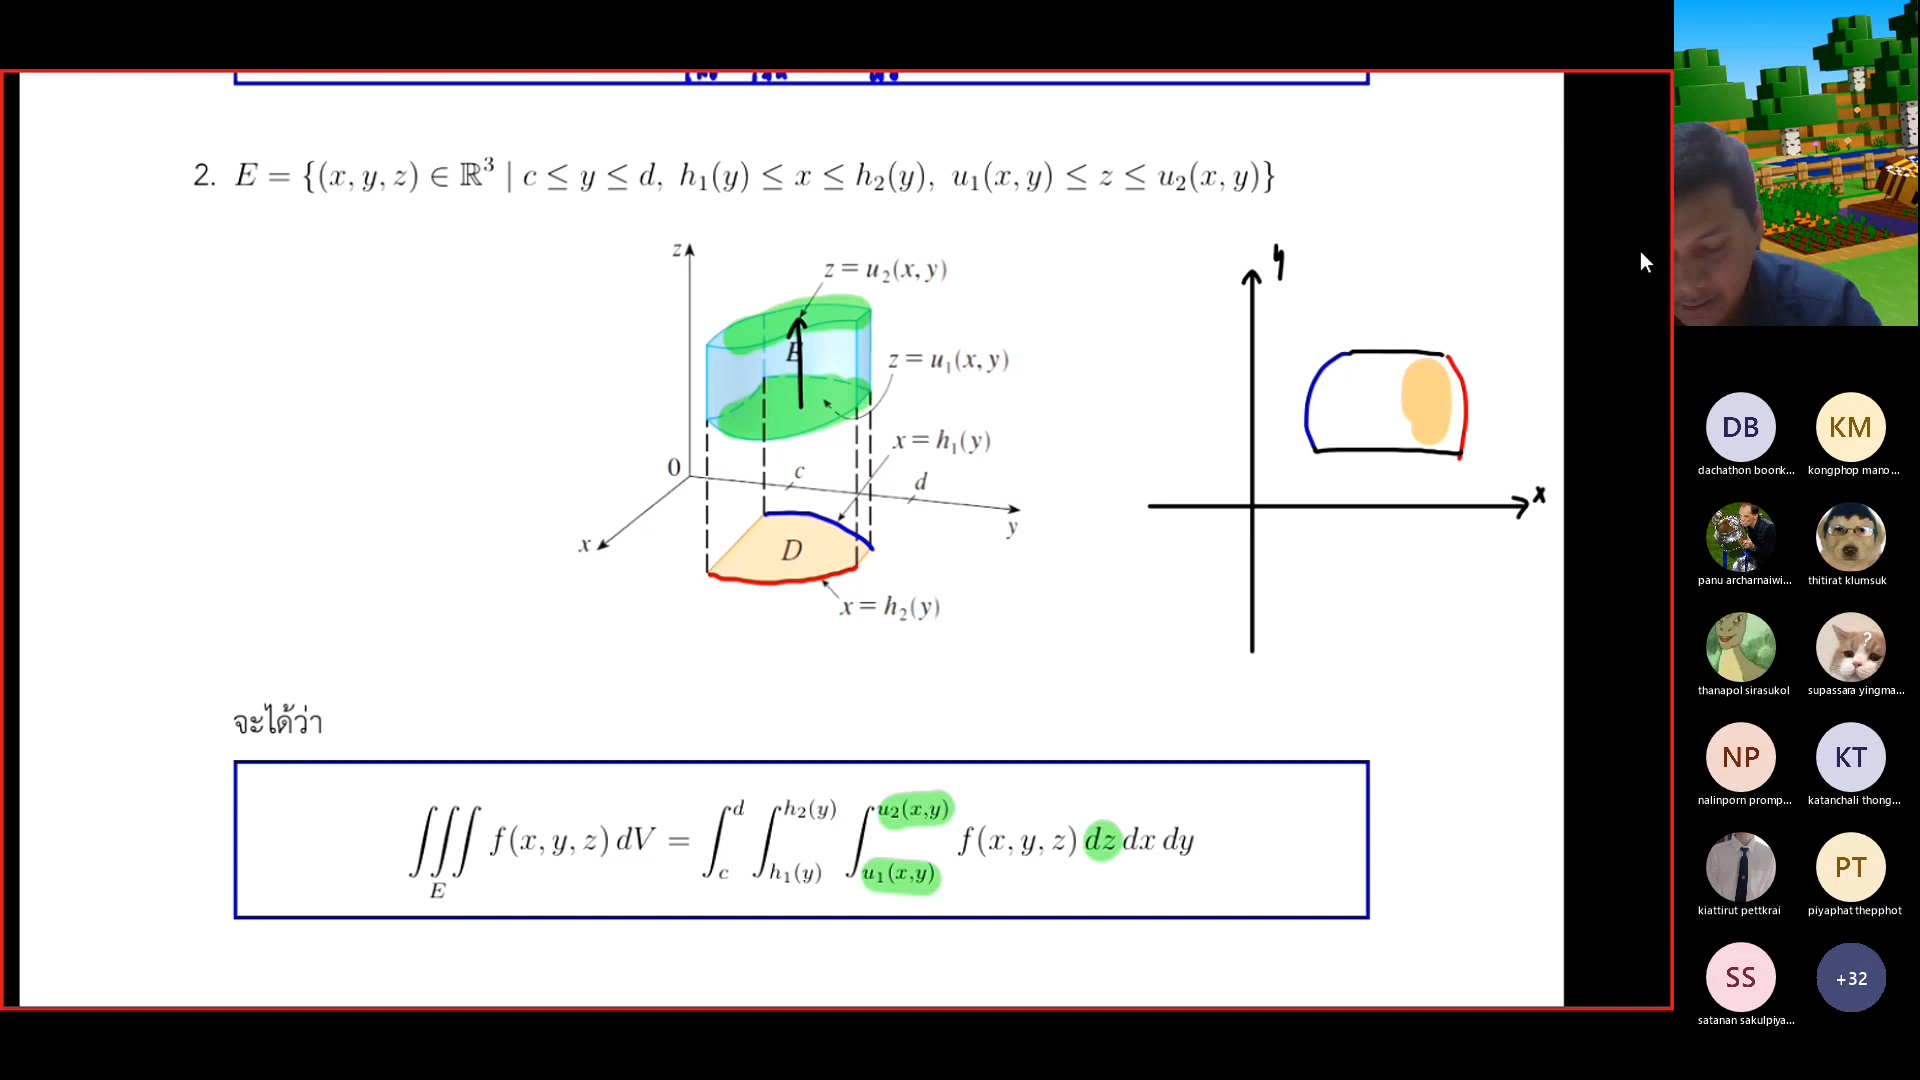 2. E = {(x, y, z) ∈ ℝ³ | c ≤ y ≤ d, h₁(y) ≤ x ≤ h₂(y), u₁(x, y) ≤ z ≤ u₂(x, y)}
z
z = u₂(x, y)
E
z = u₁(x, y)
x = h₁(y)
0
c
d
x
y
D
x = h₂(y)
y
x
จะได้ว่า
∭_E f(x, y, z) dV = ∫_c^d ∫_{h₁(y)}^{h₂(y)} ∫_{u₁(x,y)}^{u₂(x,y)} f(x, y, z) dz dx dy
DB
KM
dachathon boonk...
kongphop mano...
panu archarnaiwi...
thitirat klumsuk
?
thanapol sirasukol
supassara yingma...
NP
KT
nalinporn promp...
katanchali thong...
PT
kiattirut pettkrai
piyaphat thepphot
SS
+32
satanan sakulpiya...